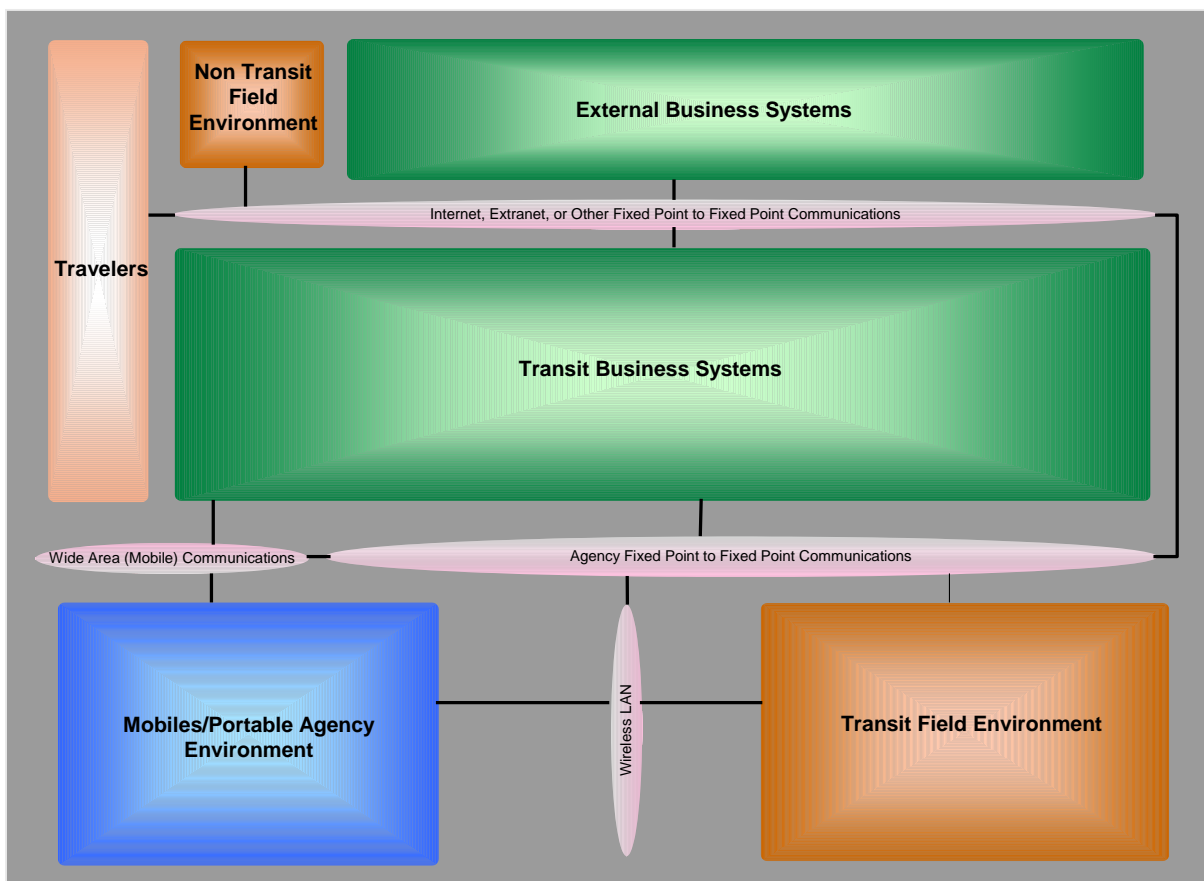 Non Transit
Field
Environment
External Business Systems
Internet, Extranet, or Other Fixed Point to Fixed Point Communications
Travelers
Transit Business Systems
Wide Area (Mobile) Communications
Agency Fixed Point to Fixed Point Communications
Mobiles/Portable Agency
Environment
Wireless LAN
Transit Field Environment